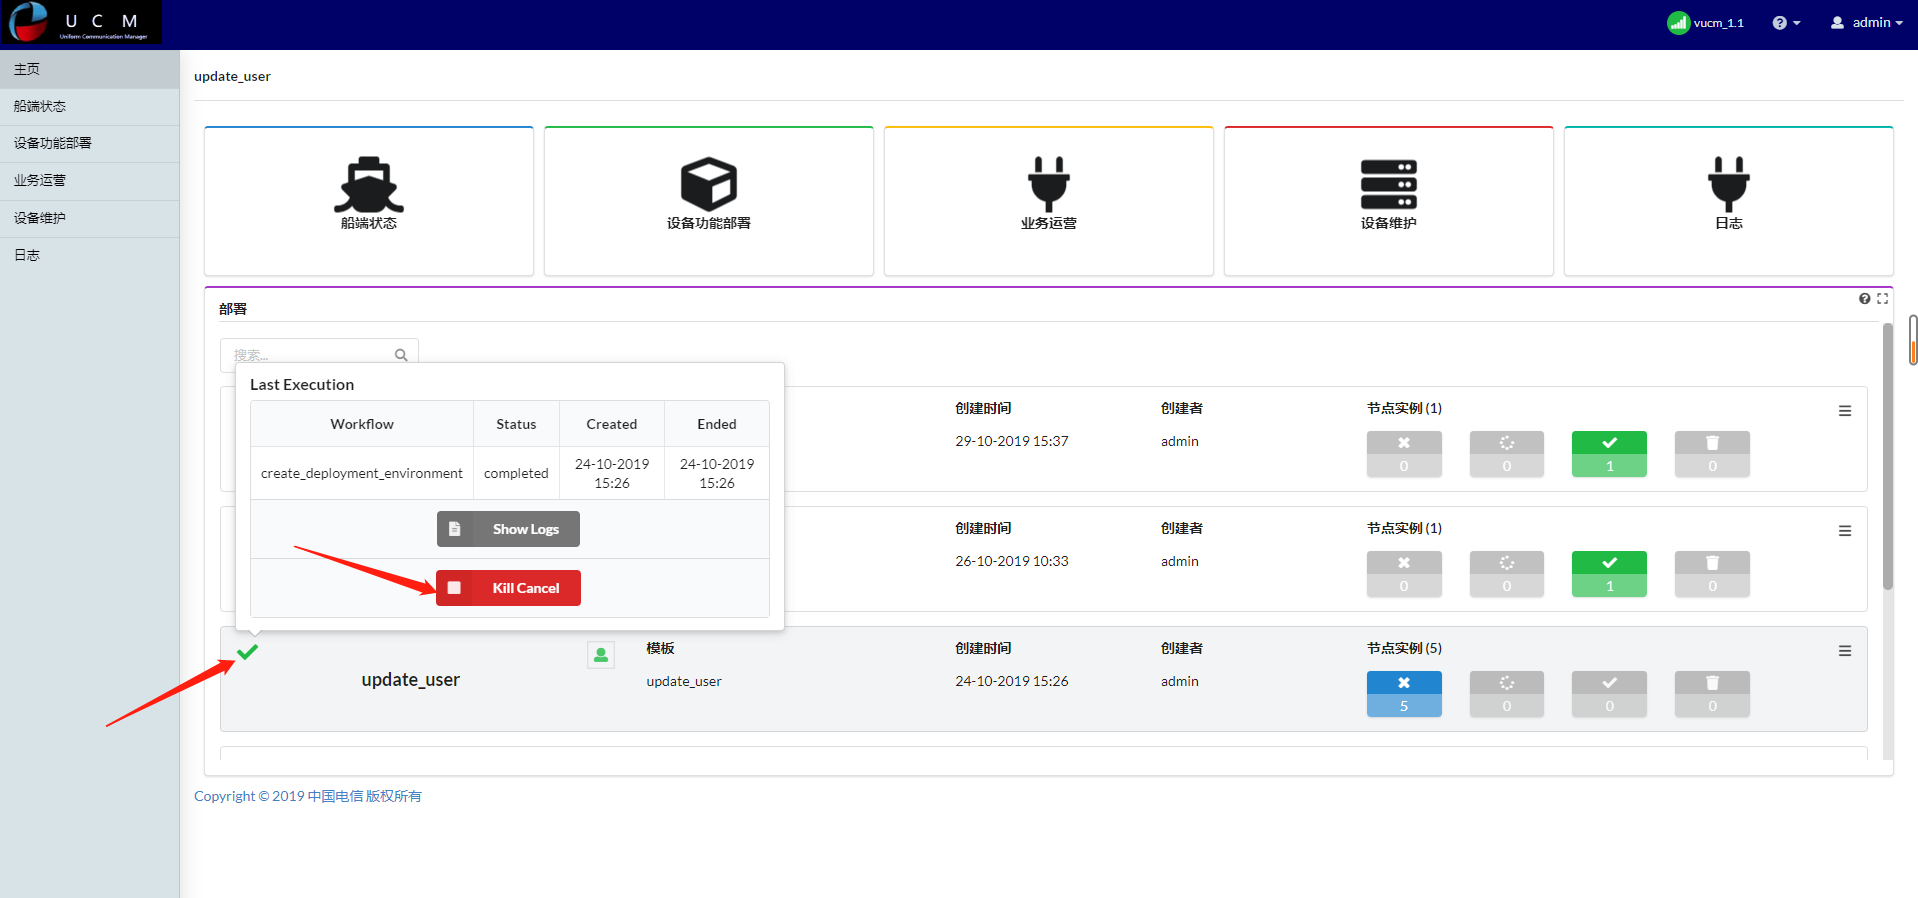 U C M
Uniform Communication Manager
vucm_1.1
admin
主页
船端状态
设备功能部署
业务运营
设备维护
日志
update_user
船端状态
设备功能部署
业务运营
设备维护
日志
部署
搜索...
Last Execution
Workflow Status Created Ended
create_deployment_environment completed 24-10-2019 15:26 24-10-2019 15:26
Show Logs
Kill Cancel
创建时间 创建者 节点实例 (1)
29-10-2019 15:37 admin
0 0 1 0
创建时间 创建者 节点实例 (1)
26-10-2019 10:33 admin
0 0 1 0
模板 创建时间 创建者 节点实例 (5)
update_user update_user 24-10-2019 15:26 admin
5 0 0 0
Copyright © 2019 中国电信 版权所有